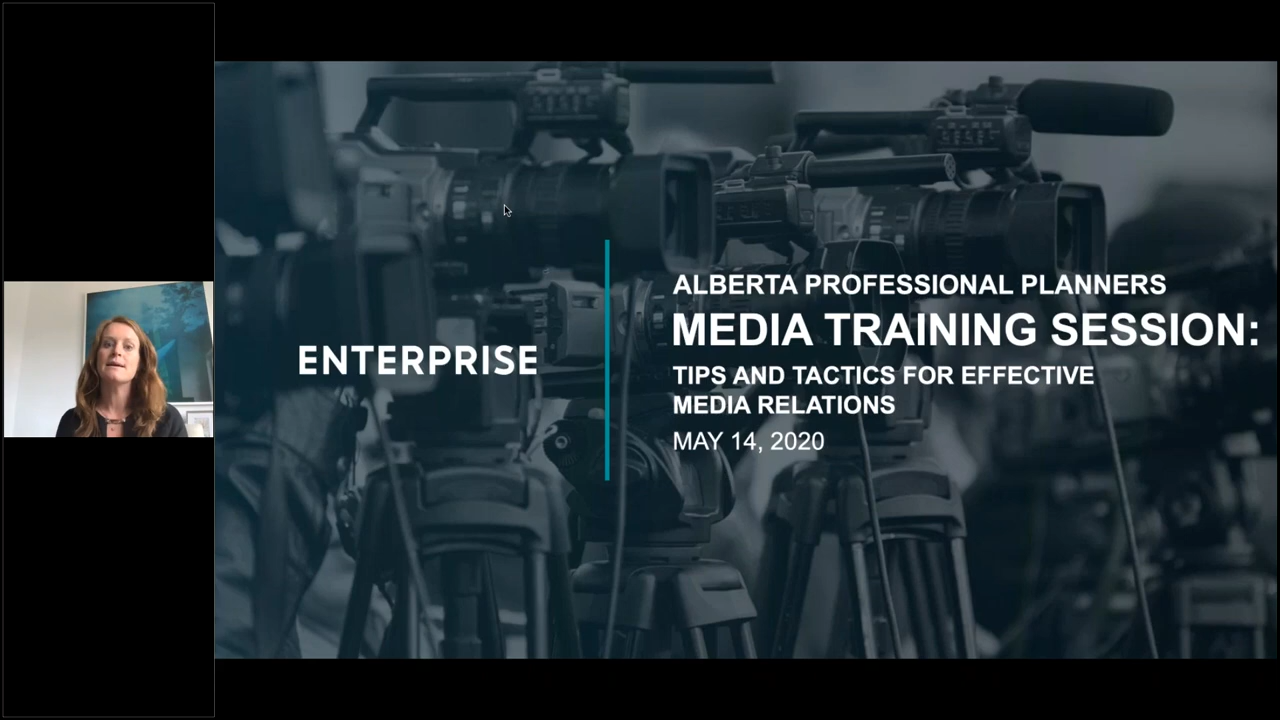 ENTERPRISE
ALBERTA PROFESSIONAL PLANNERS
MEDIA TRAINING SESSION:
TIPS AND TACTICS FOR EFFECTIVE
MEDIA RELATIONS
MAY 14, 2020